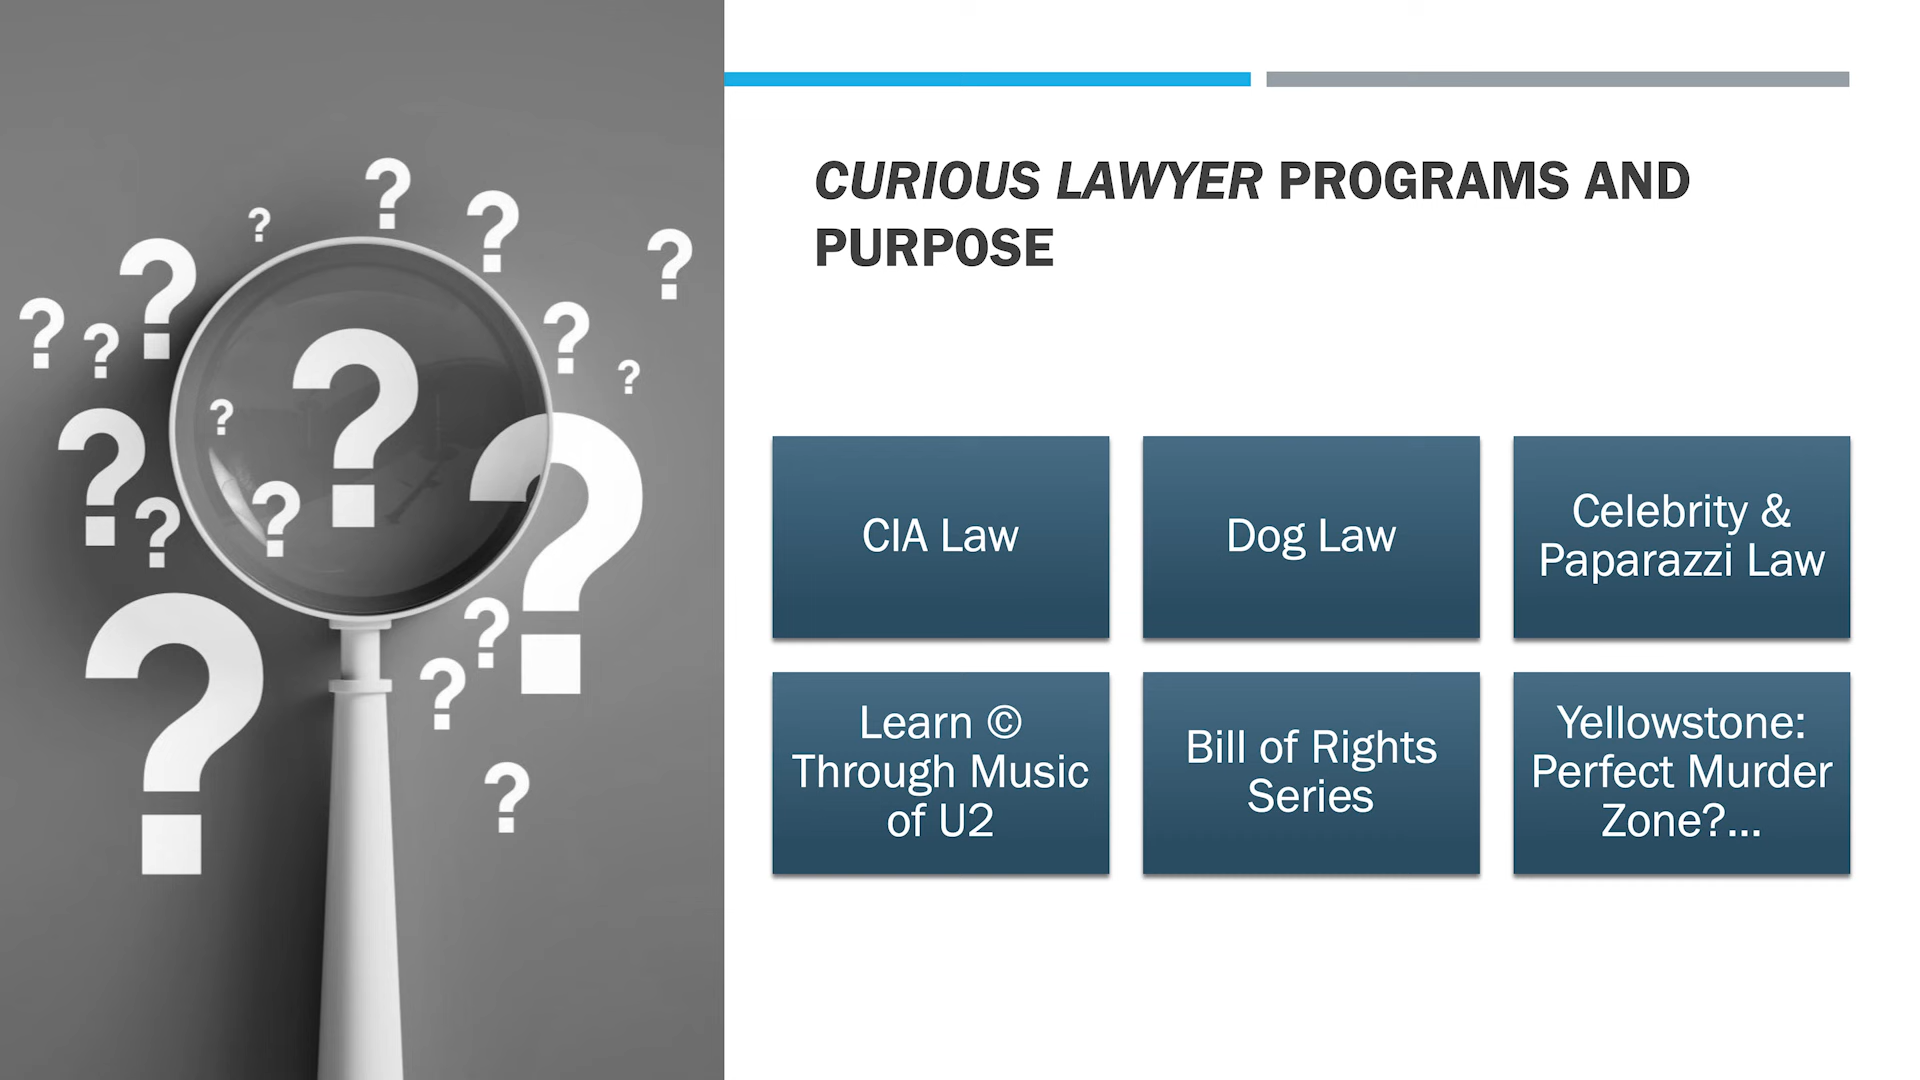 CURIOUS LAWYER PROGRAMS AND
PURPOSE
CIA Law
Dog Law
Celebrity &
Paparazzi Law
Learn ©
Through Music
of U2
Bill of Rights
Series
Yellowstone:
Perfect Murder
Zone?...
? ? ? ? ? ? ? ? ? ? ? ? ? ? ? ? ? ? ?